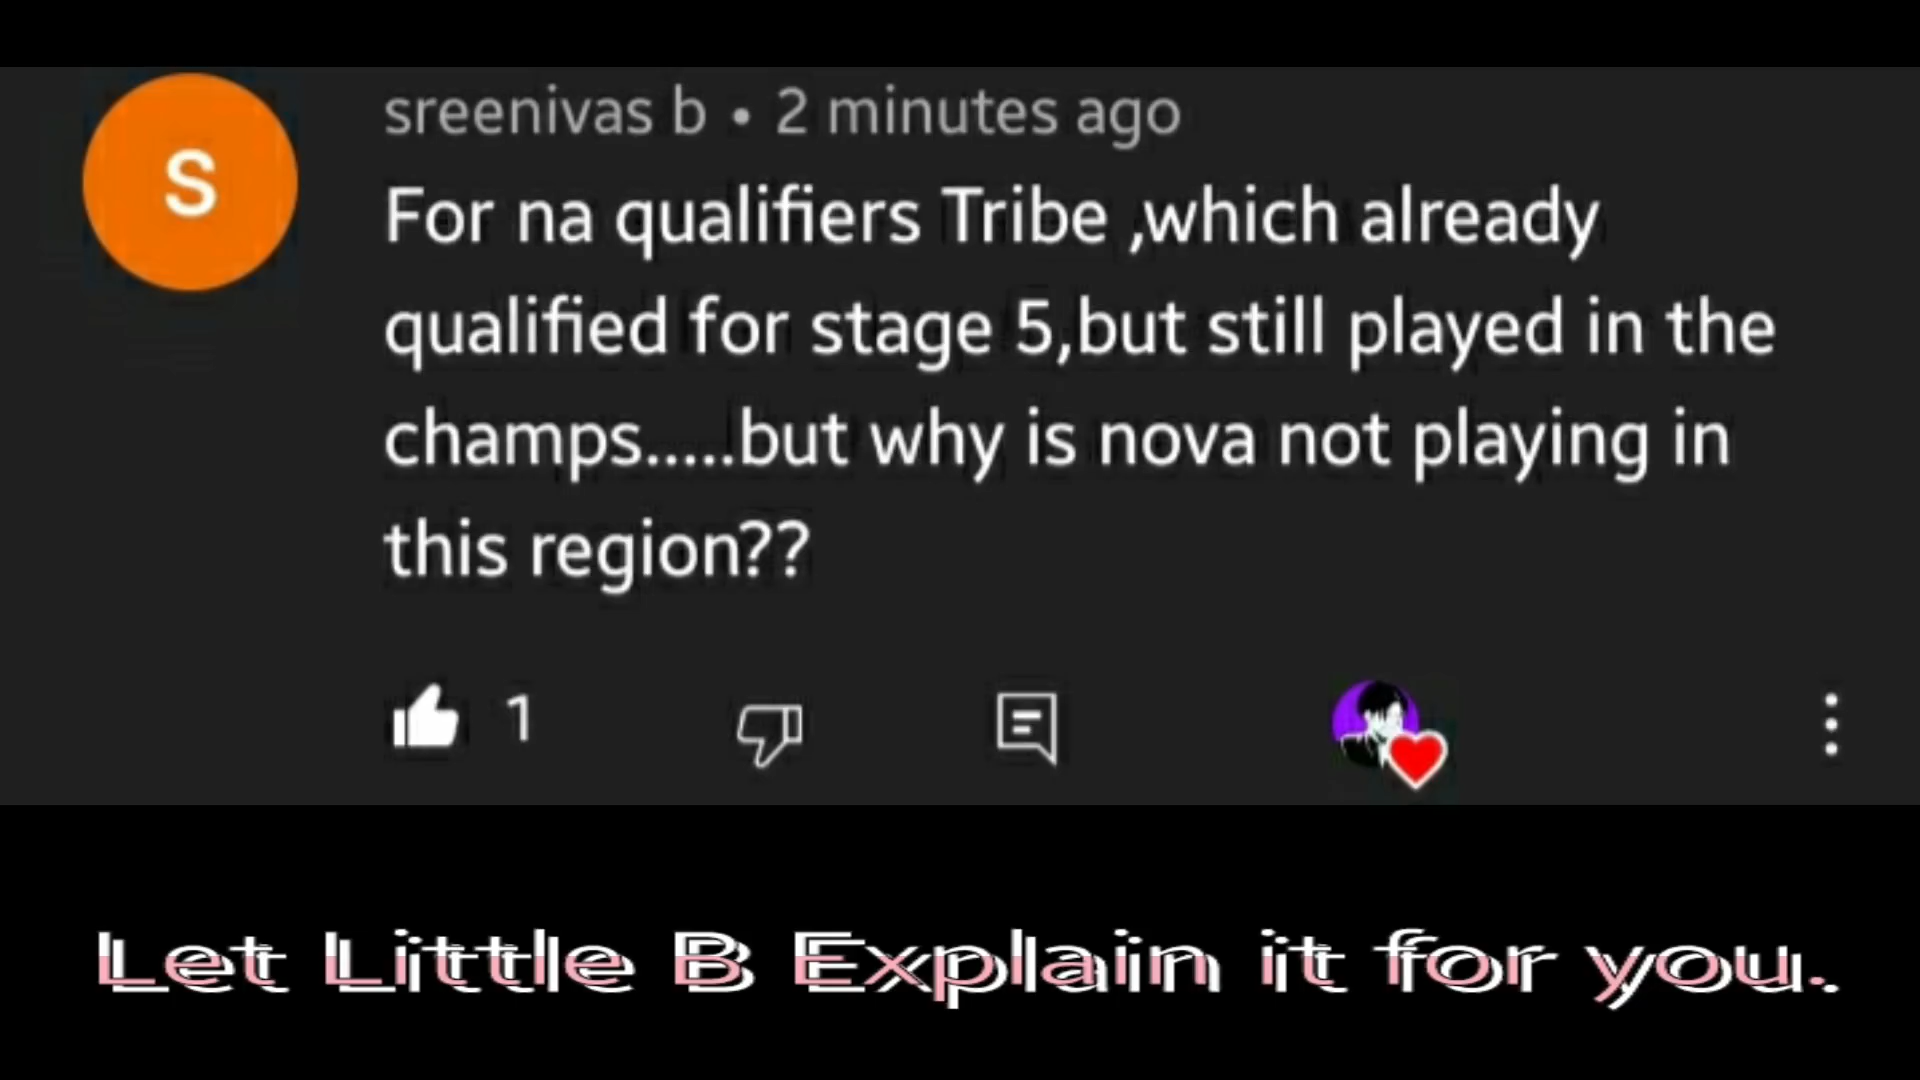 S
sreenivas b • 2 minutes ago
For na qualifiers Tribe ,which already
qualified for stage 5,but still played in the
champs.....but why is nova not playing in
this region??
1
Let Little B Explain it for you.